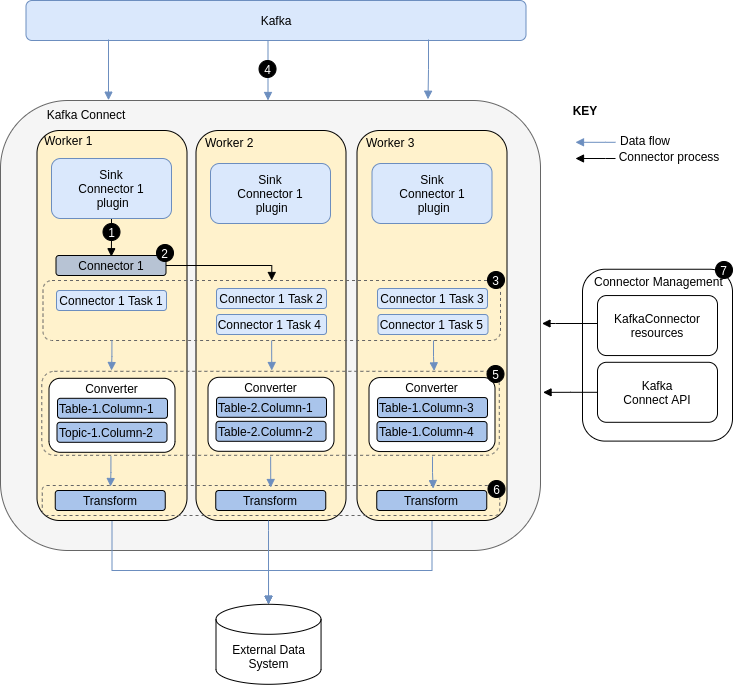 Kafka
4
Kafka Connect
KEY
Data flow
Connector process
Worker 1
Worker 2
Worker 3
Sink
Connector 1
plugin
Sink
Connector 1
plugin
Sink
Connector 1
plugin
1
2
Connector 1
3
Connector 1 Task 1
Connector 1 Task 2
Connector 1 Task 4
Connector 1 Task 3
Connector 1 Task 5
7
Connector Management
KafkaConnector
resources
Kafka
Connect API
5
Converter
Table-1.Column-1
Topic-1.Column-2
Converter
Table-2.Column-1
Table-2.Column-2
Converter
Table-1.Column-3
Table-1.Column-4
6
Transform
Transform
Transform
External Data
System